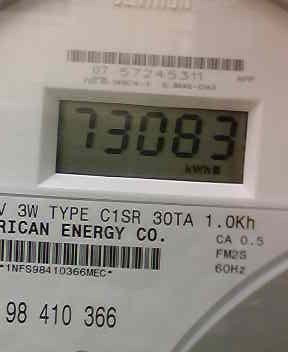 07 57245311 APP
73083
kWh
V 3W TYPE C1SR 30TA 1.0Kh
RICAN ENERGY CO. CA 0.5
FM2S
*1NFS98410366MEC* 60Hz
98 410 366